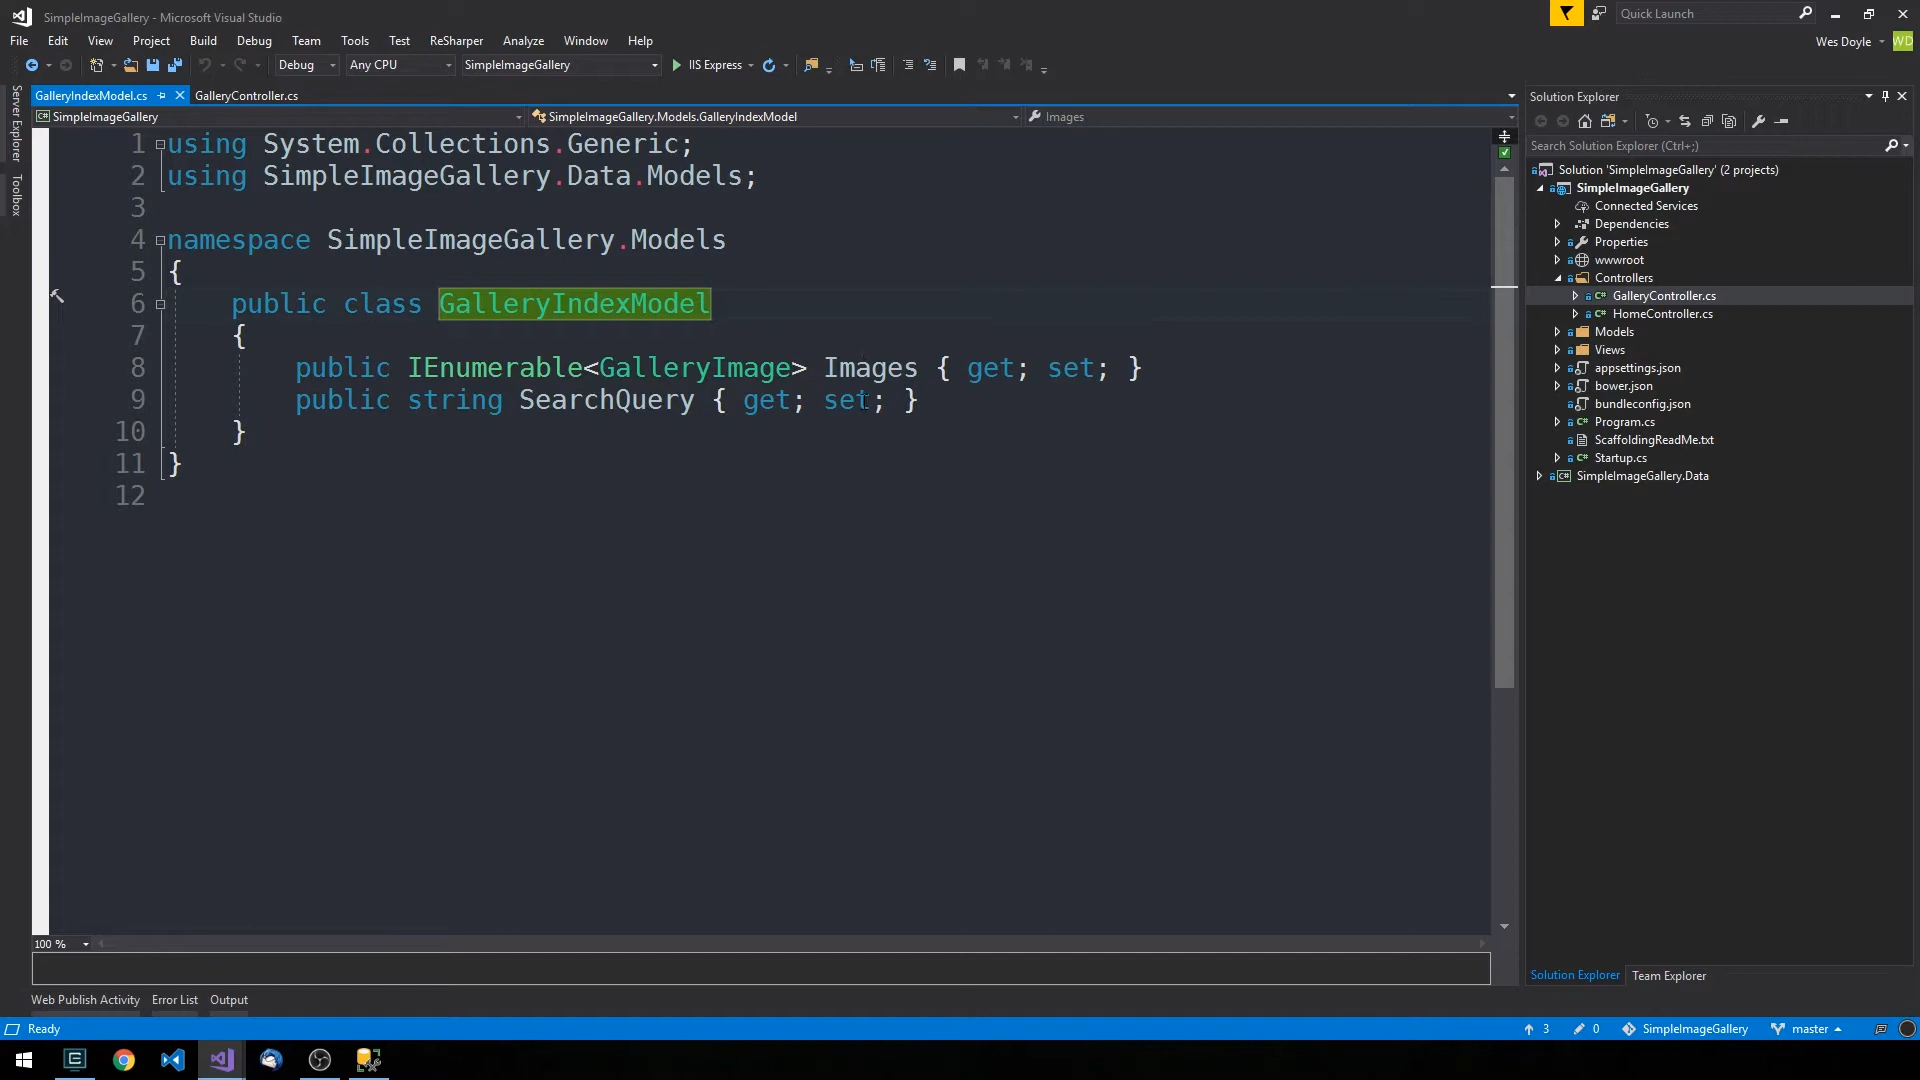 SimpleImageGallery - Microsoft Visual Studio
Quick Launch
File Edit View Project Build Debug Team Tools Test ReSharper Analyze Window Help
Wes Doyle WD
Debug Any CPU SimpleImageGallery IIS Express
GalleryIndexModel.cs GalleryController.cs
SimpleImageGallery SimpleImageGallery.Models.GalleryIndexModel Images
Server Explorer
Toolbox
1 using System.Collections.Generic;
2 using SimpleImageGallery.Data.Models;
3
4 namespace SimpleImageGallery.Models
5 {
6 public class GalleryIndexModel
7 {
8 public IEnumerable<GalleryImage> Images { get; set; }
9 public string SearchQuery { get; set; }
10 }
11 }
12
100 %
Solution Explorer
Search Solution Explorer (Ctrl+;)
Solution 'SimpleImageGallery' (2 projects)
SimpleImageGallery
Connected Services
Dependencies
Properties
wwwroot
Controllers
C# GalleryController.cs
C# HomeController.cs
Models
Views
appsettings.json
bower.json
bundleconfig.json
C# Program.cs
ScaffoldingReadMe.txt
C# Startup.cs
C# SimpleImageGallery.Data
Solution Explorer Team Explorer
Web Publish Activity Error List Output
Ready 3 0 SimpleImageGallery master